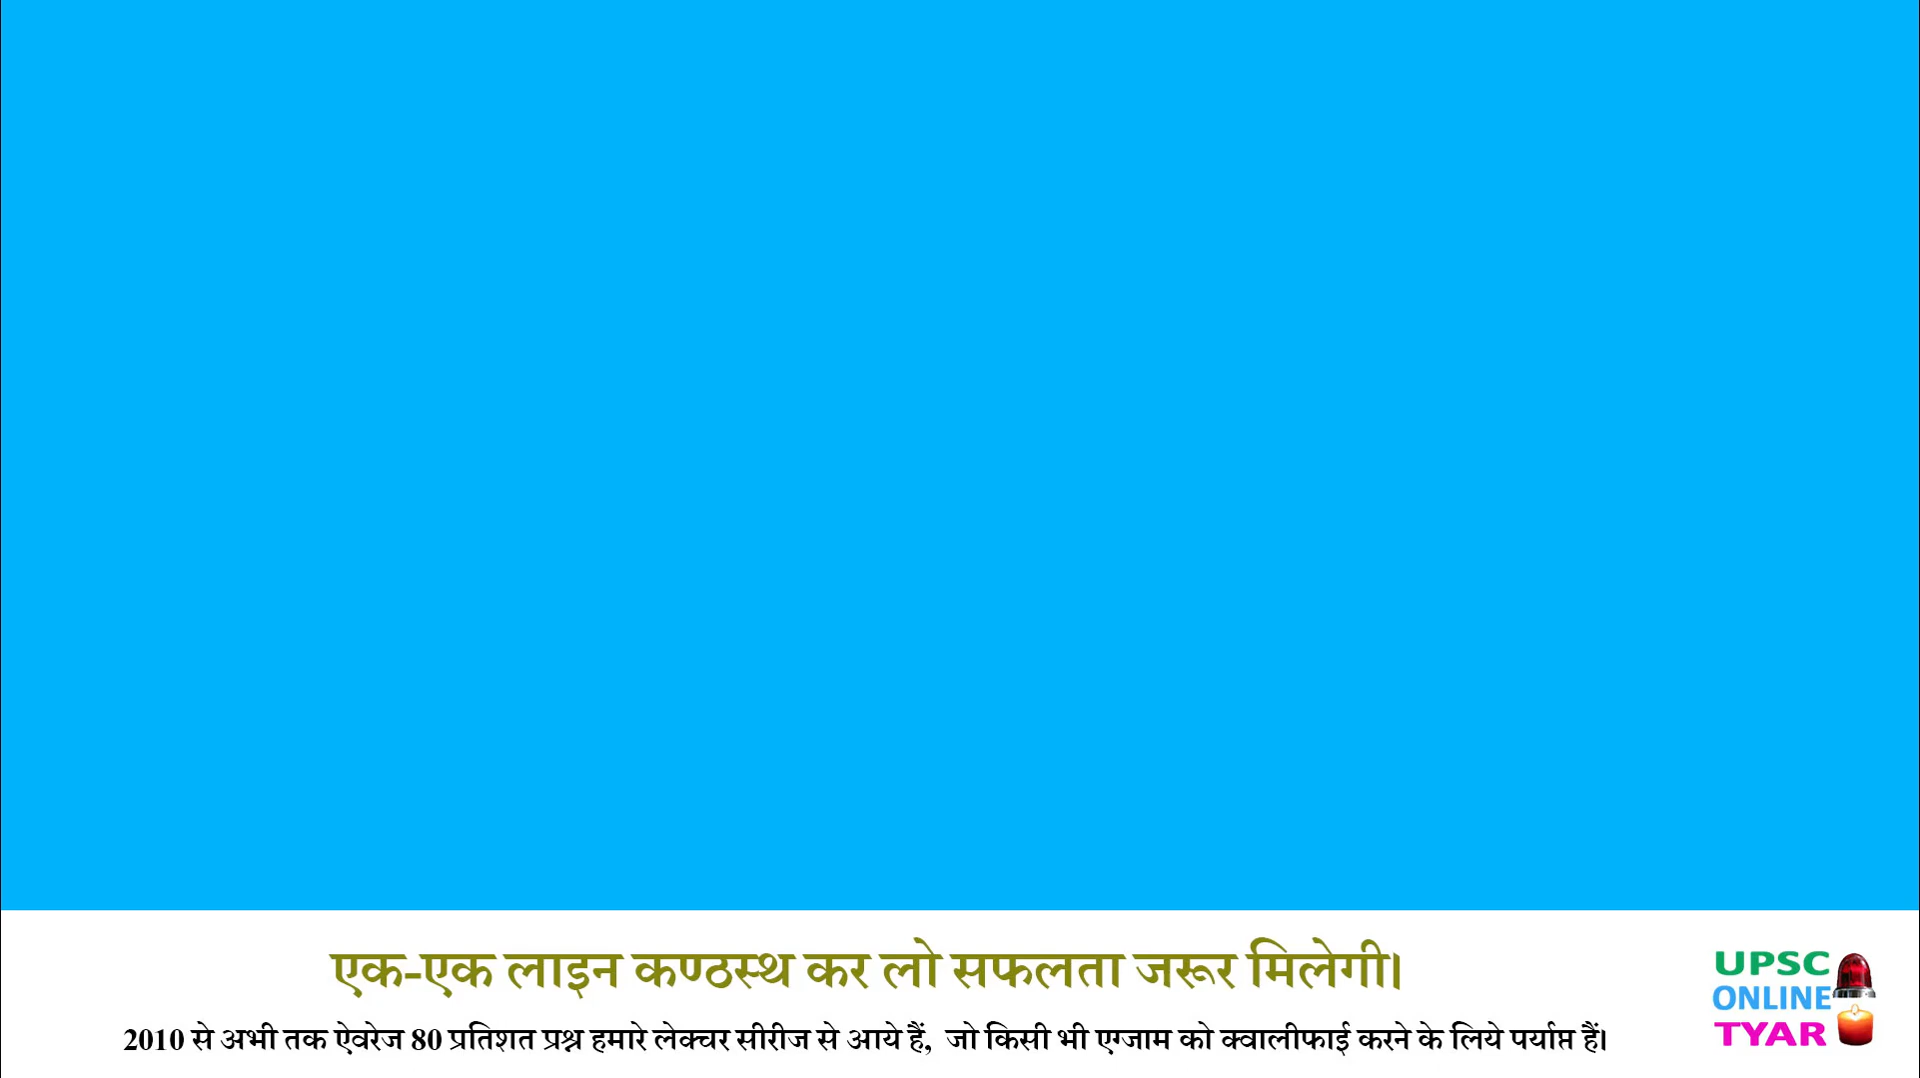 एक-एक लाइन कण्ठस्थ कर लो सफलता जरूर मिलेगी।
2010 से अभी तक ऐवरेज 80 प्रतिशत प्रश्न हमारे लेक्चर सीरीज से आये हैं, जो किसी भी एग्जाम को क्वालीफाई करने के लिये पर्याप्त हैं।
UPSC
ONLINE
TYAR